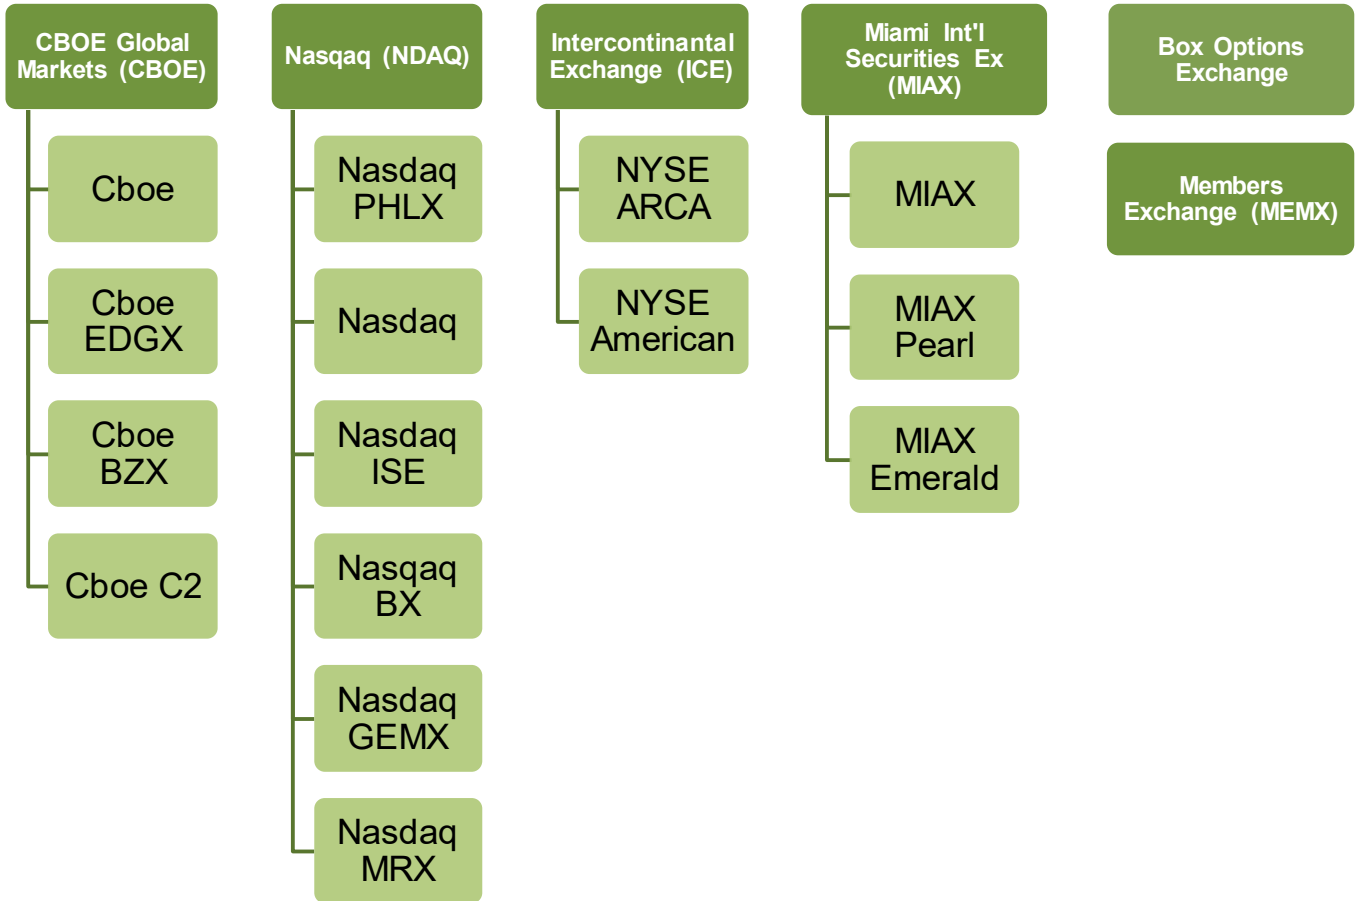 CBOE Global
Markets (CBOE)
Cboe
Cboe
EDGX
Cboe
BZX
Cboe C2
Nasqaq (NDAQ)
Nasdaq
PHLX
Nasdaq
Nasdaq
ISE
Nasqaq
BX
Nasdaq
GEMX
Nasdaq
MRX
Intercontinantal
Exchange (ICE)
NYSE
ARCA
NYSE
American
Miami Int'l
Securities Ex
(MIAX)
MIAX
MIAX
Pearl
MIAX
Emerald
Box Options
Exchange
Members
Exchange (MEMX)